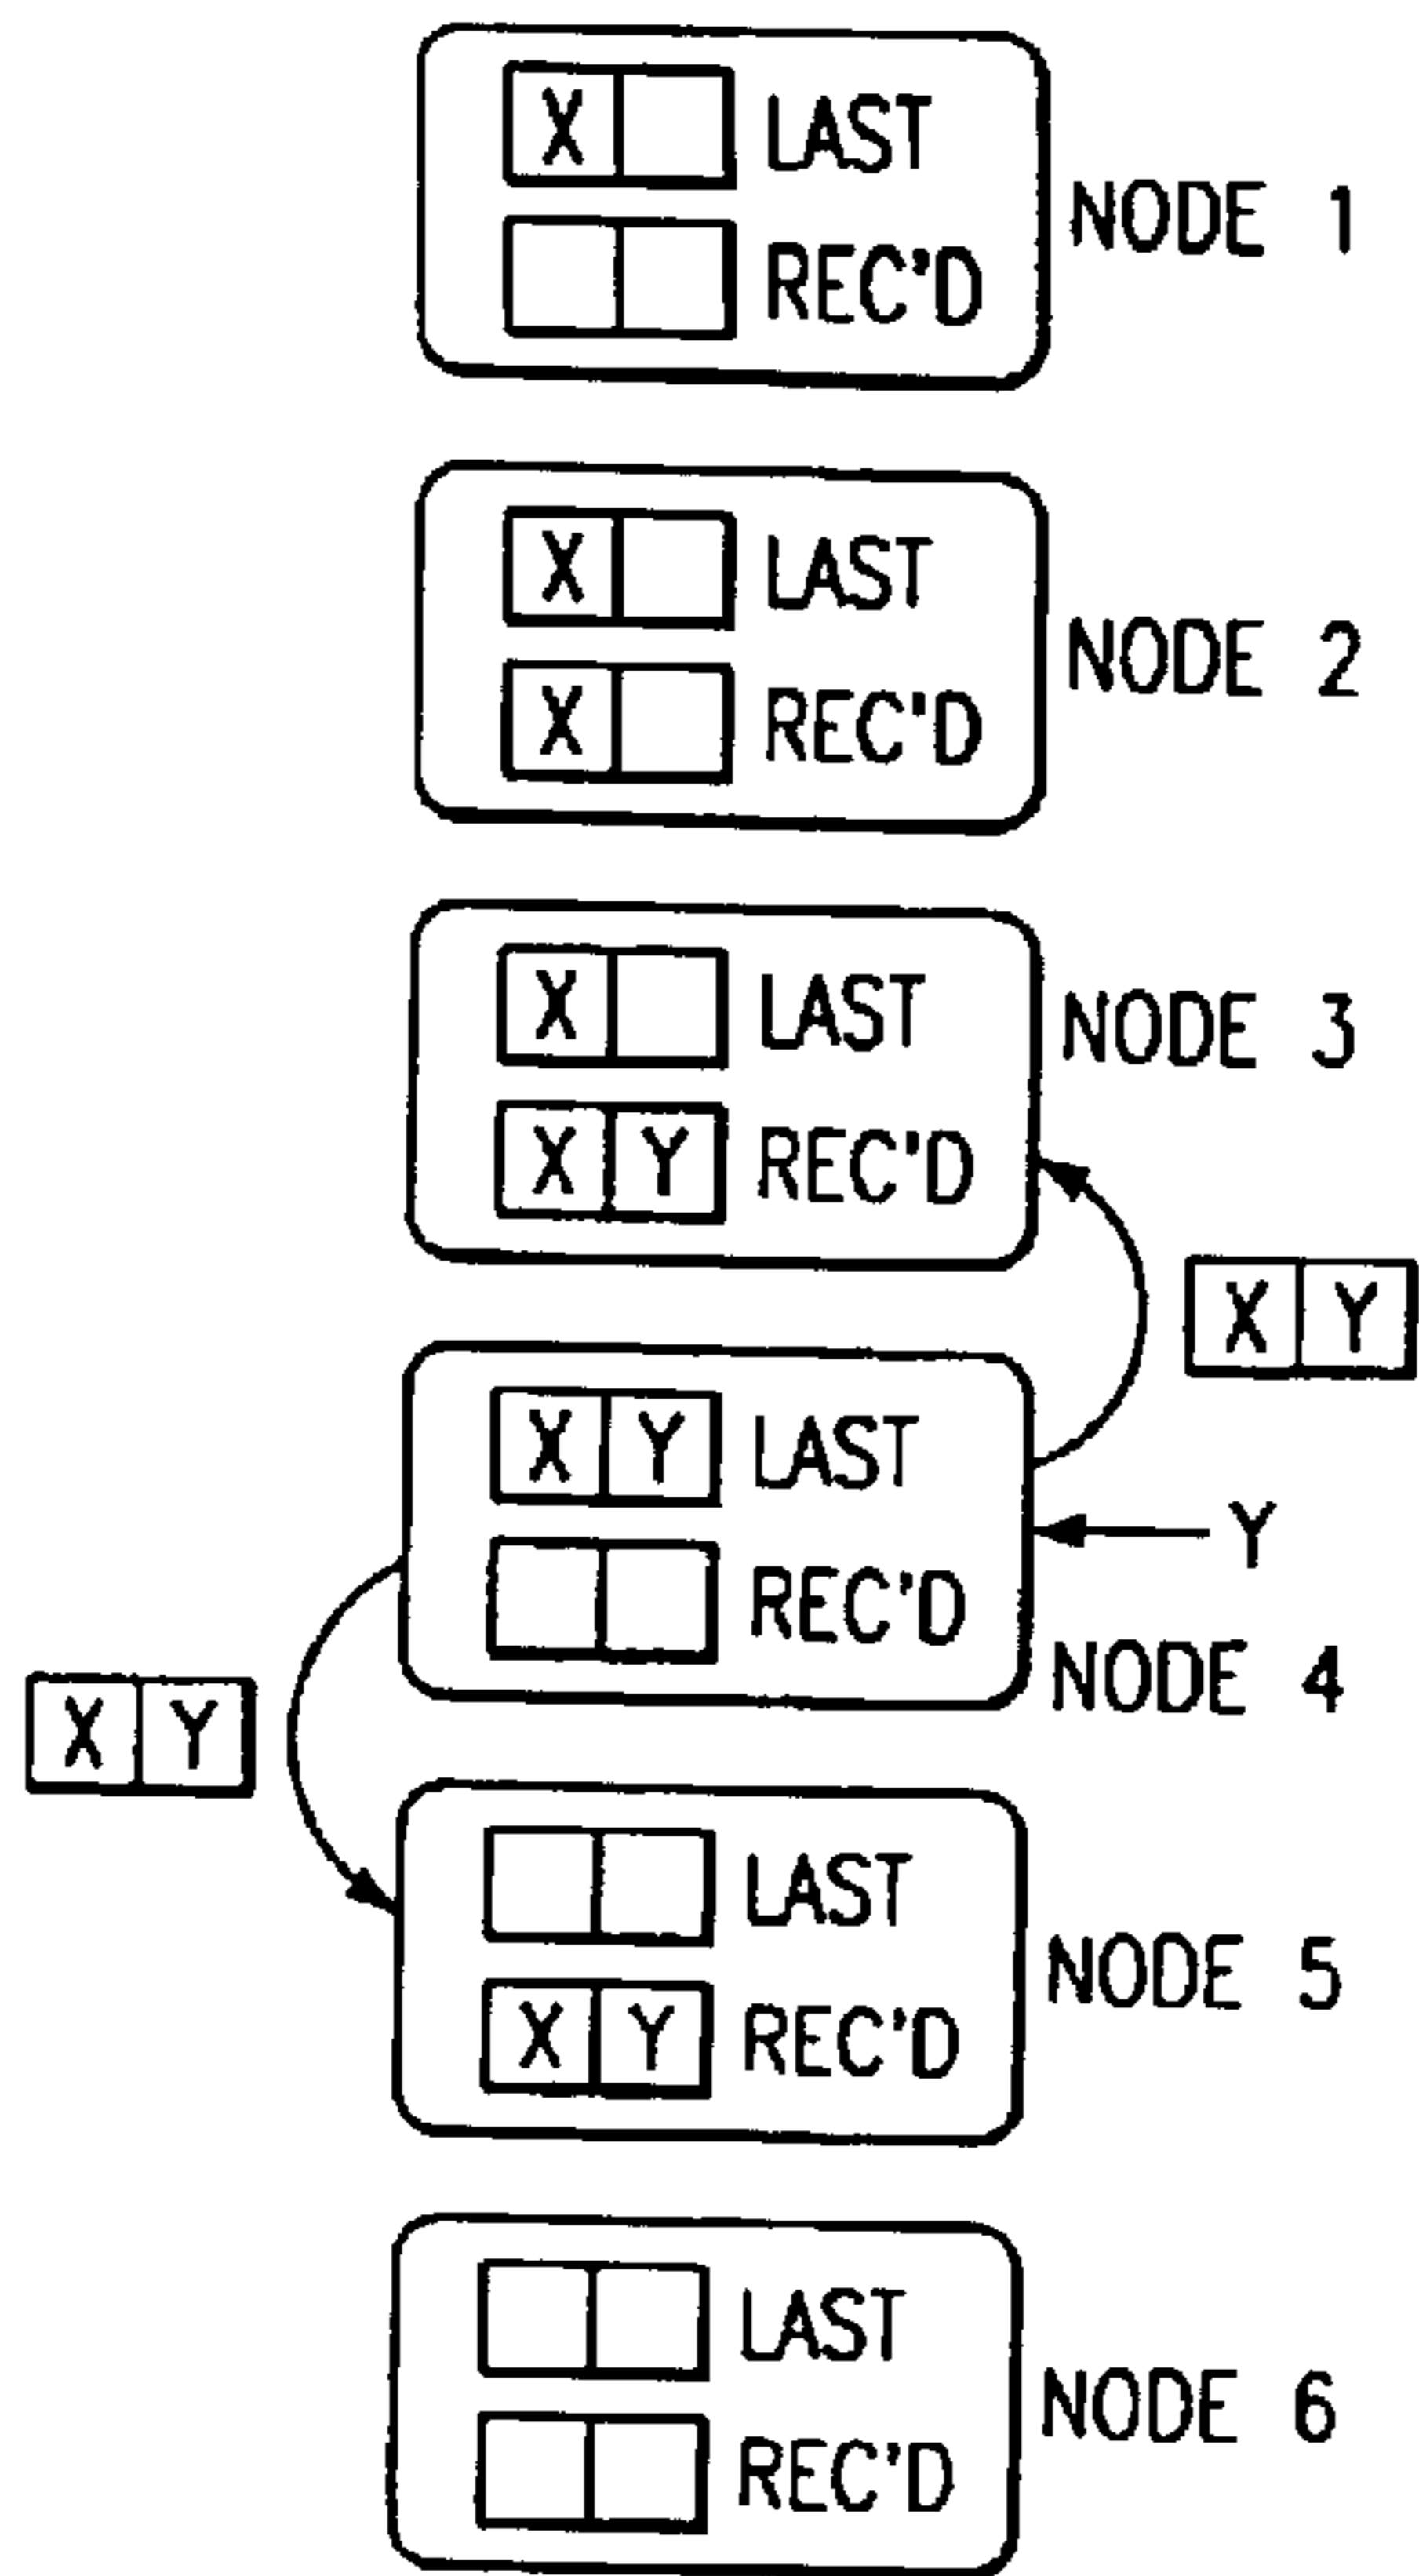 X LAST
REC'D
NODE 1
X LAST
X REC'D
NODE 2
X LAST
X Y REC'D
NODE 3
X Y
X Y LAST
REC'D
Y
NODE 4
X Y
LAST
X Y REC'D
NODE 5
LAST
REC'D
NODE 6